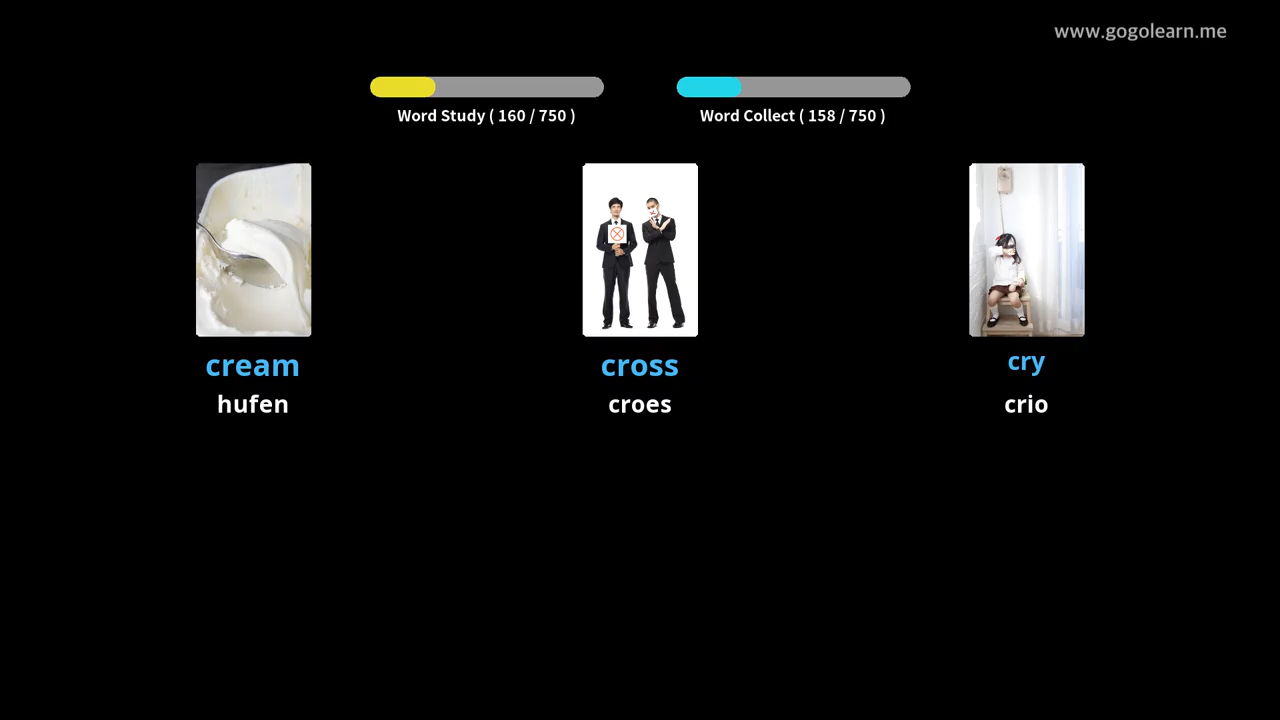 www.gogolearn.me
Word Study ( 160 / 750 )
Word Collect ( 158 / 750 )
cream
hufen
cross
croes
cry
crio